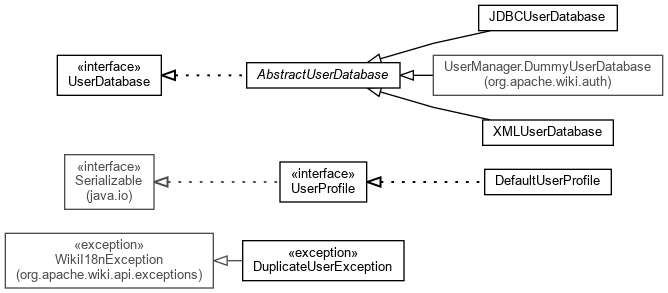 JDBCUserDatabase
«interface»
UserDatabase
AbstractUserDatabase
UserManager.DummyUserDatabase
(org.apache.wiki.auth)
XMLUserDatabase
«interface»
Serializable
(java.io)
«interface»
UserProfile
DefaultUserProfile
«exception»
WikiI18nException
(org.apache.wiki.api.exceptions)
«exception»
DuplicateUserException